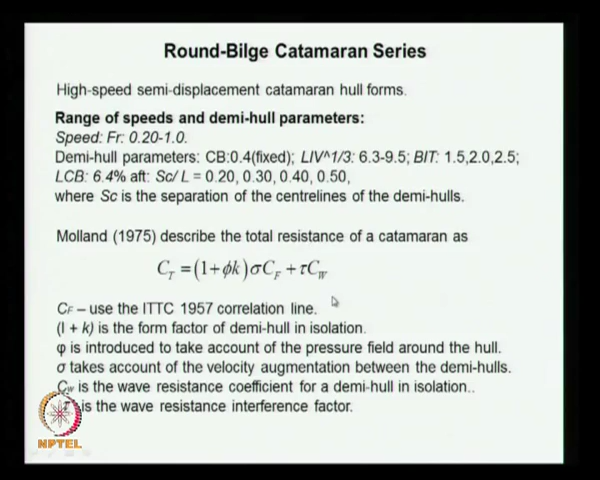 Round-Bilge Catamaran Series
High-speed semi-displacement catamaran hull forms.
Range of speeds and demi-hull parameters:
Speed: Fr: 0.20-1.0.
Demi-hull parameters: CB:0.4(fixed); LIV^1/3: 6.3-9.5; BIT: 1.5,2.0,2.5;
LCB: 6.4% aft: Sc/ L = 0.20, 0.30, 0.40, 0.50,
where Sc is the separation of the centrelines of the demi-hulls.
Molland (1975) describe the total resistance of a catamaran as
C_T = (1+ϕk)σC_F + τC_W
CF – use the ITTC 1957 correlation line.
(l + k) is the form factor of demi-hull in isolation.
φ is introduced to take account of the pressure field around the hull.
σ takes account of the velocity augmentation between the demi-hulls.
Cw is the wave resistance coefficient for a demi-hull in isolation..
τ is the wave resistance interference factor.
NPTEL